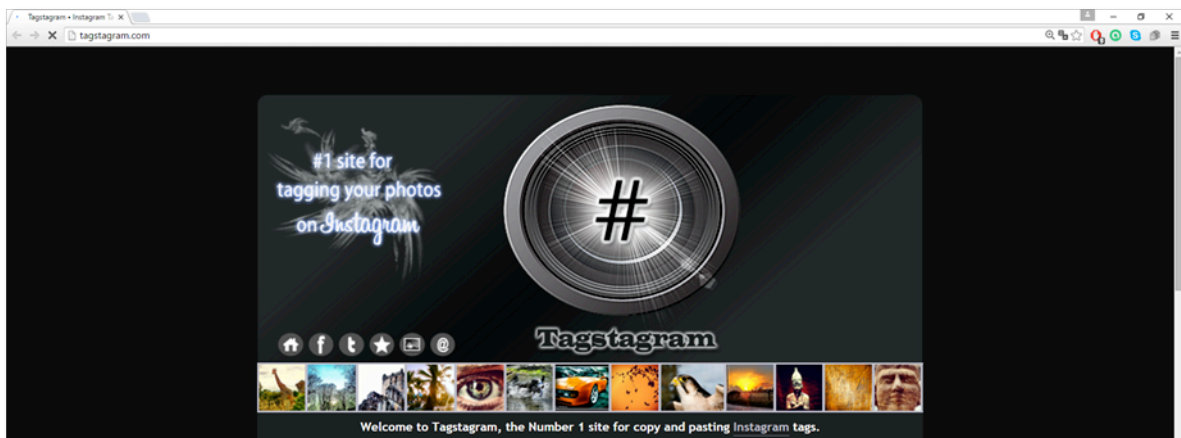 Tagstagram • Instagram Ta
tagstagram.com
#1 site for
tagging your photos
on Instagram
#
Tagstagram
Welcome to Tagstagram, the Number 1 site for copy and pasting Instagram tags.